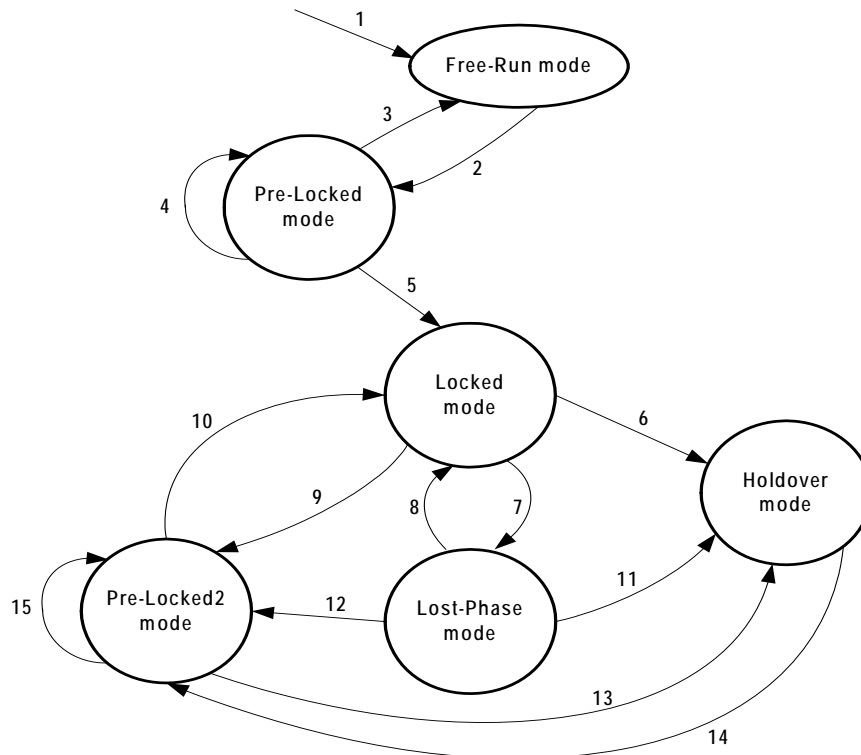 1
Free-Run mode
3
2
Pre-Locked
mode
4
5
Locked
mode
10
6
Holdover
mode
9
8
7
11
Pre-Locked2
mode
15
12
Lost-Phase
mode
13
14